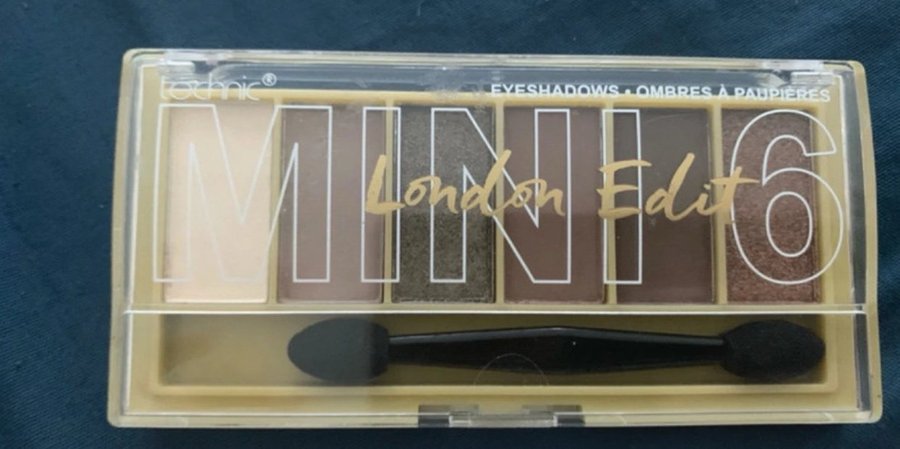 technic®
EYESHADOWS • OMBRES À PAUPIÈRES
MINI 6
London Edit